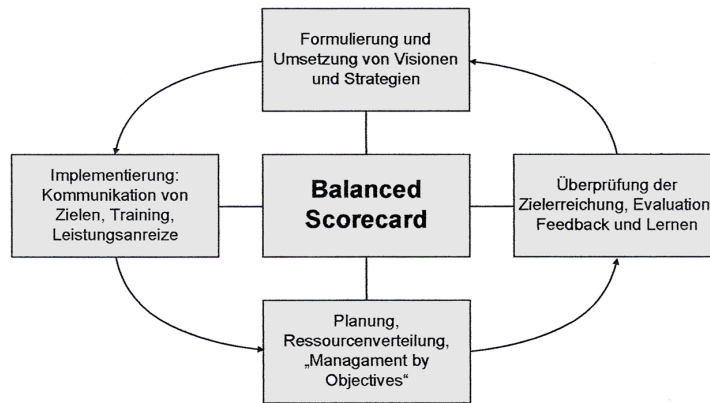 Formulierung und
Umsetzung von Visionen
und Strategien
Implementierung:
Kommunikation von
Zielen, Training,
Leistungsanreize
Balanced
Scorecard
Überprüfung der
Zielerreichung, Evaluation
Feedback und Lernen
Planung,
Ressourcenverteilung,
„Managament by
Objectives“